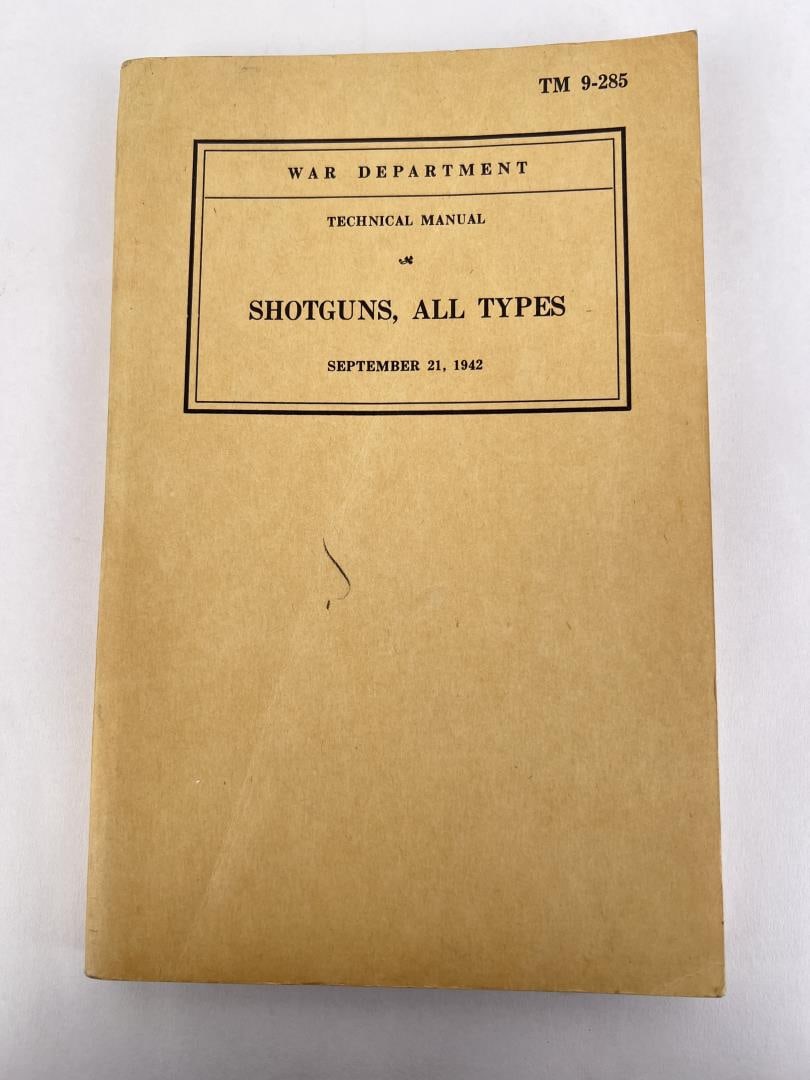 TM 9-285
WAR DEPARTMENT
TECHNICAL MANUAL
SHOTGUNS, ALL TYPES
SEPTEMBER 21, 1942